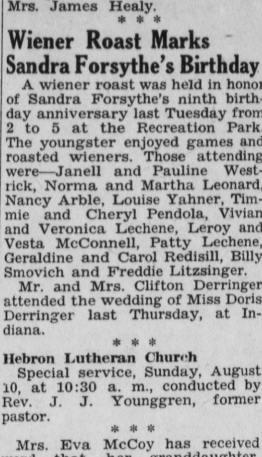 Mrs. James Healy.
* * *
Wiener Roast Marks
Sandra Forsythe's Birthday
A wiener roast was held in honor
of Sandra Forsythe's ninth birth-
day anniversary last Tuesday from
2 to 5 at the Recreation Park.
The youngster enjoyed games and
roasted wieners. Those attending
were—Janell and Pauline West-
rick, Norma and Martha Leonard,
Nancy Arble, Louise Yahner, Tim-
mie and Cheryl Pendola, Vivian
and Veronica Lechene, Leroy and
Vesta McConnell, Patty Lechene,
Geraldine and Carol Redisill, Billy
Smovich and Freddie Litzsinger.
Mr. and Mrs. Clifton Derringer
attended the wedding of Miss Doris
Derringer last Thursday, at In-
diana.
* * *
Hebron Lutheran Church
Special service, Sunday, August
10, at 10:30 a. m., conducted by
Rev. J. J. Younggren, former
pastor.
* * *
Mrs. Eva McCoy has received
word that her granddaughter